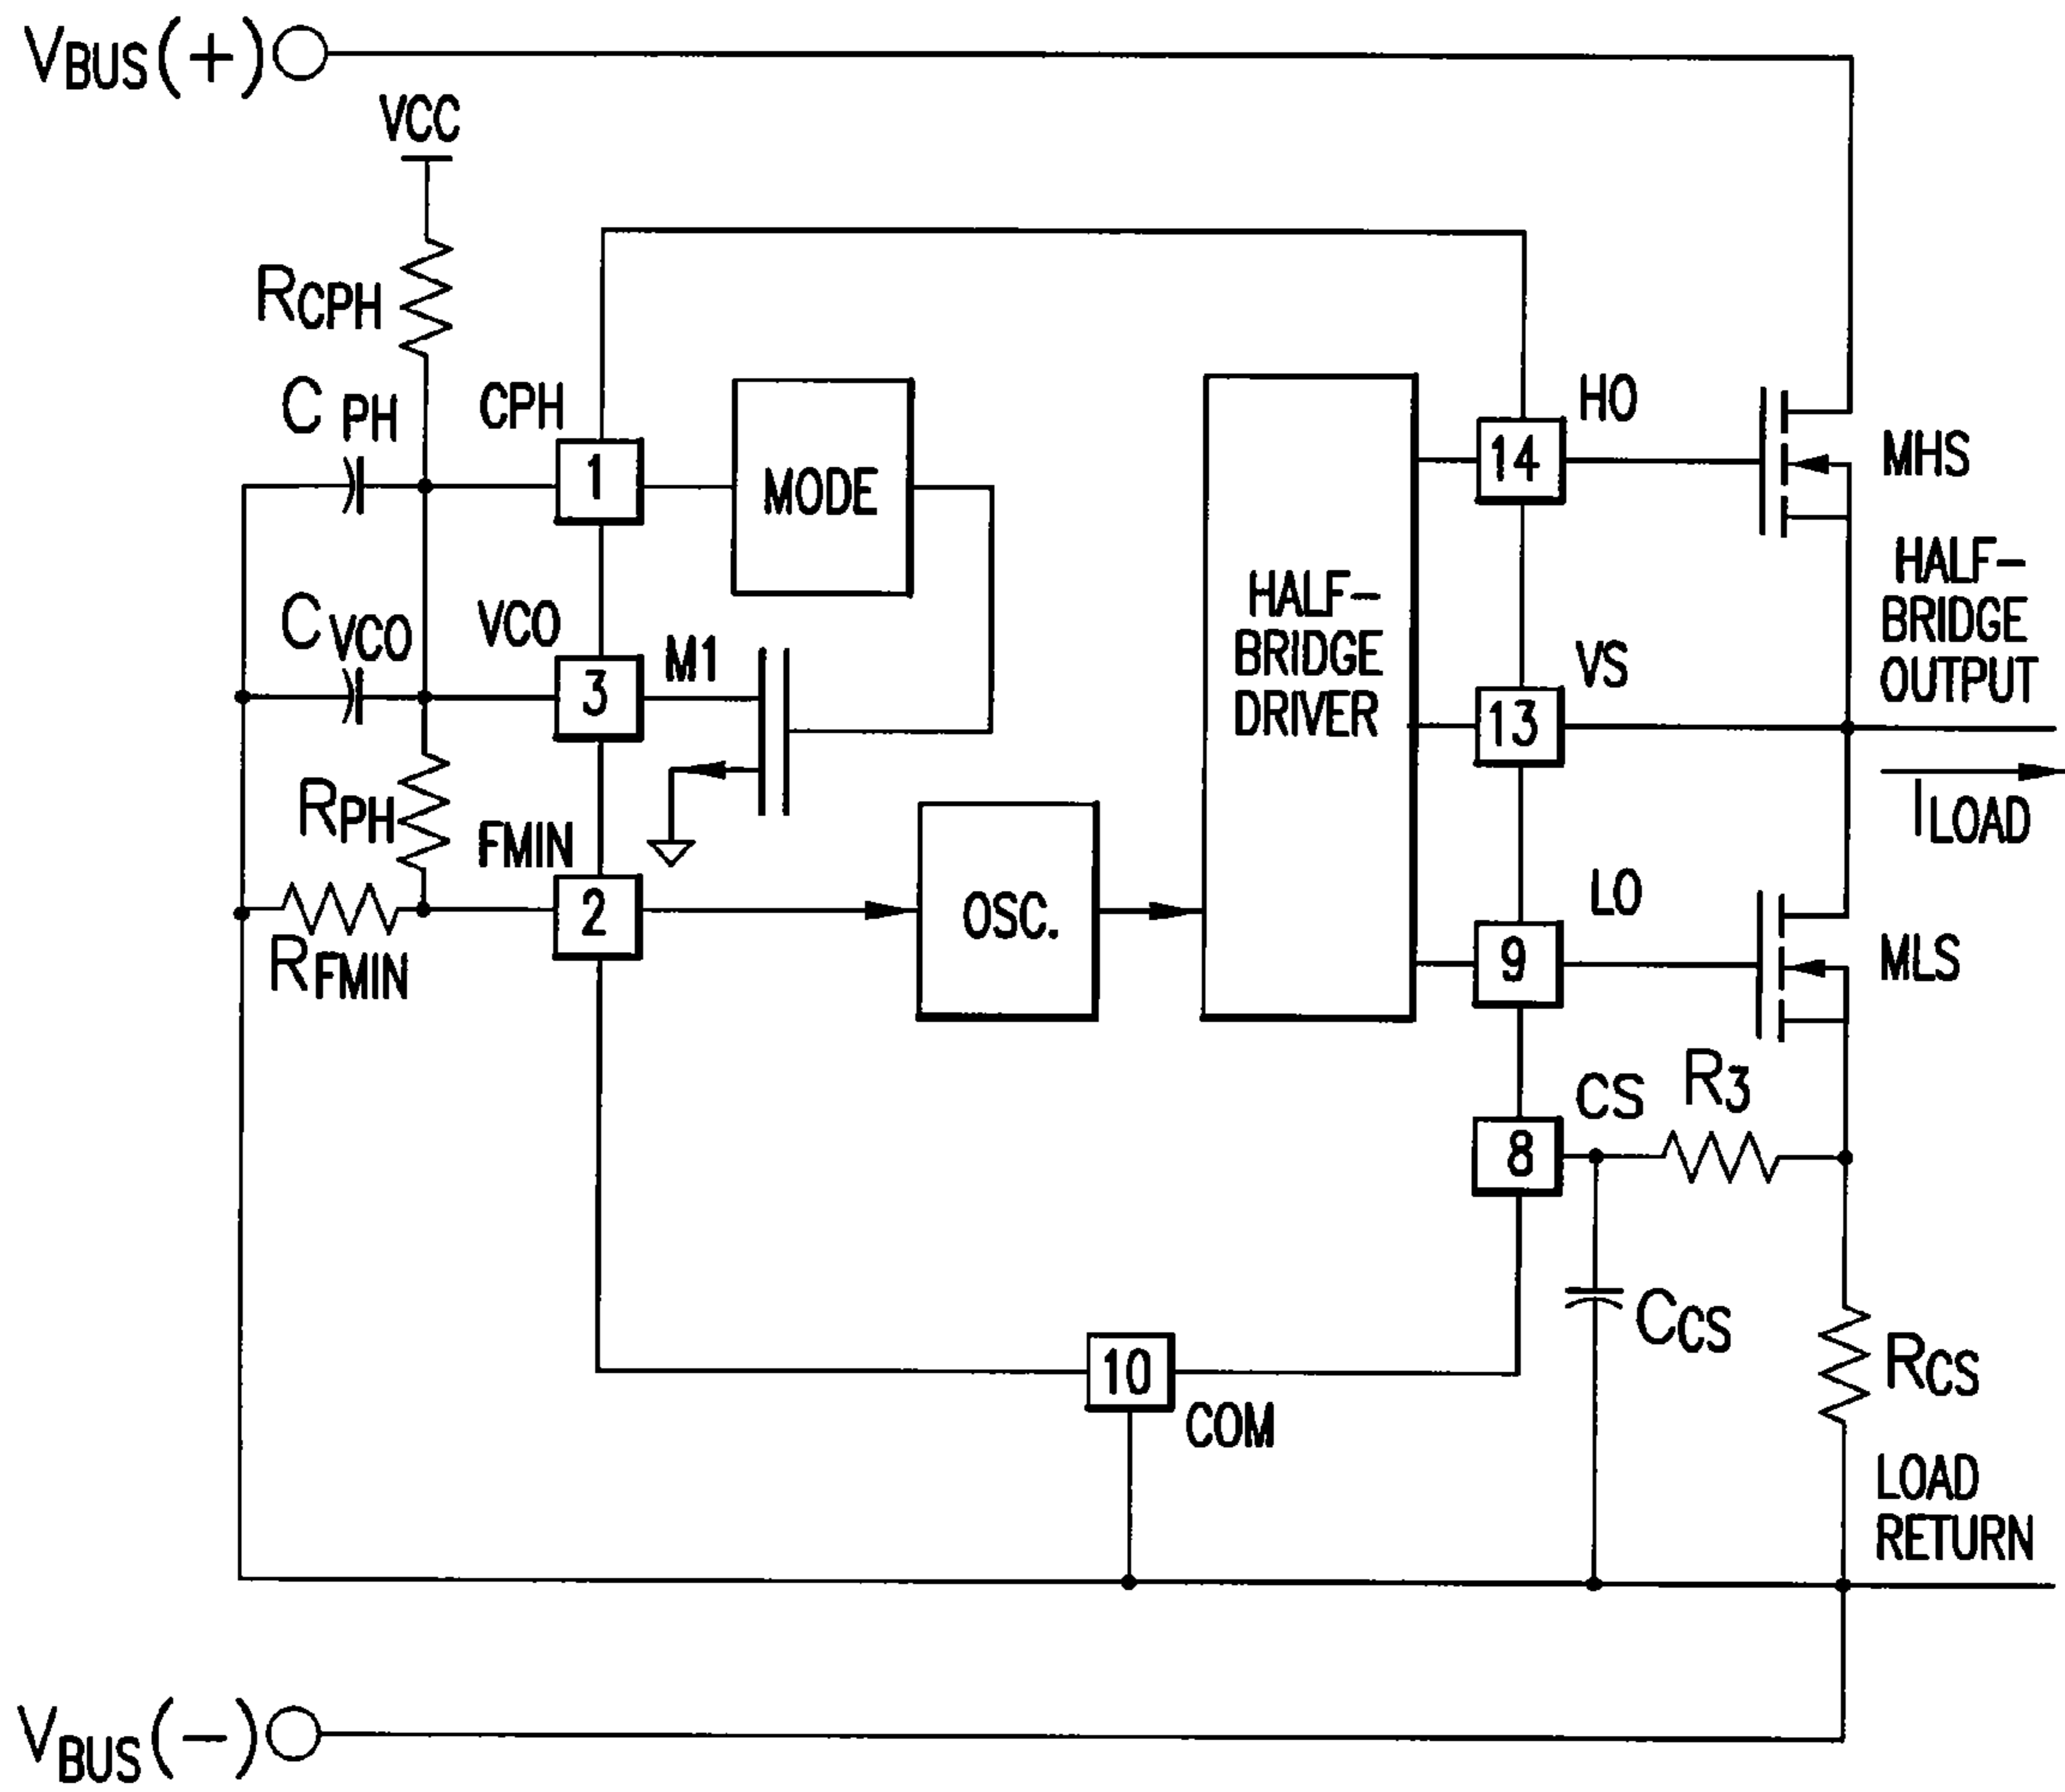 VBUS(+)
VCC
RCPH
CPH
CPH
1
MODE
14
HO
MHS
HALF-
BRIDGE
OUTPUT
CVCO
VCO
3
M1
HALF-
BRIDGE
DRIVER
VS
13
ILOAD
RPH
FMIN
2
RFMIN
OSC.
LO
9
MLS
CS
R3
8
CCS
RCS
10
COM
LOAD
RETURN
VBUS(-)